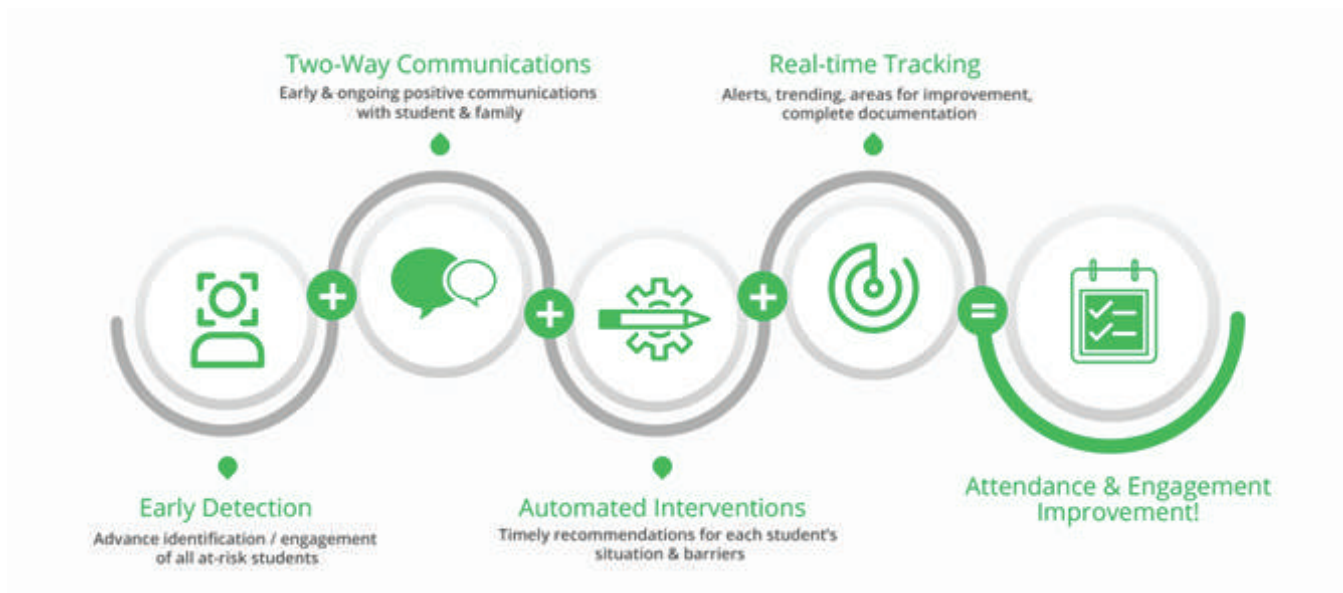 Two-Way Communications
Early & ongoing positive communications
with student & family
Real-time Tracking
Alerts, trending, areas for improvement,
complete documentation
+
+
+
=
Early Detection
Advance identification / engagement
of all at-risk students
Automated Interventions
Timely recommendations for each student's
situation & barriers
Attendance & Engagement
Improvement!